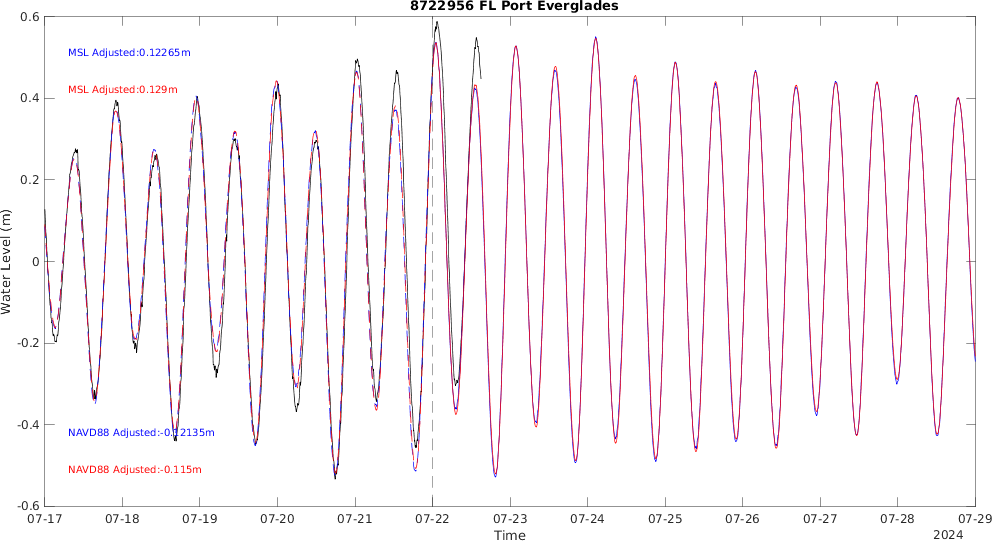 8722956 FL Port Everglades
0.6
MSL Adjusted:0.12265m
MSL Adjusted:0.129m
0.4
0.2
0
-0.2
-0.4
-0.6
Water Level (m)
NAVD88 Adjusted:-0.12135m
NAVD88 Adjusted:-0.115m
07-17 07-18 07-19 07-20 07-21 07-22 07-23 07-24 07-25 07-26 07-27 07-28 07-29
Time
2024